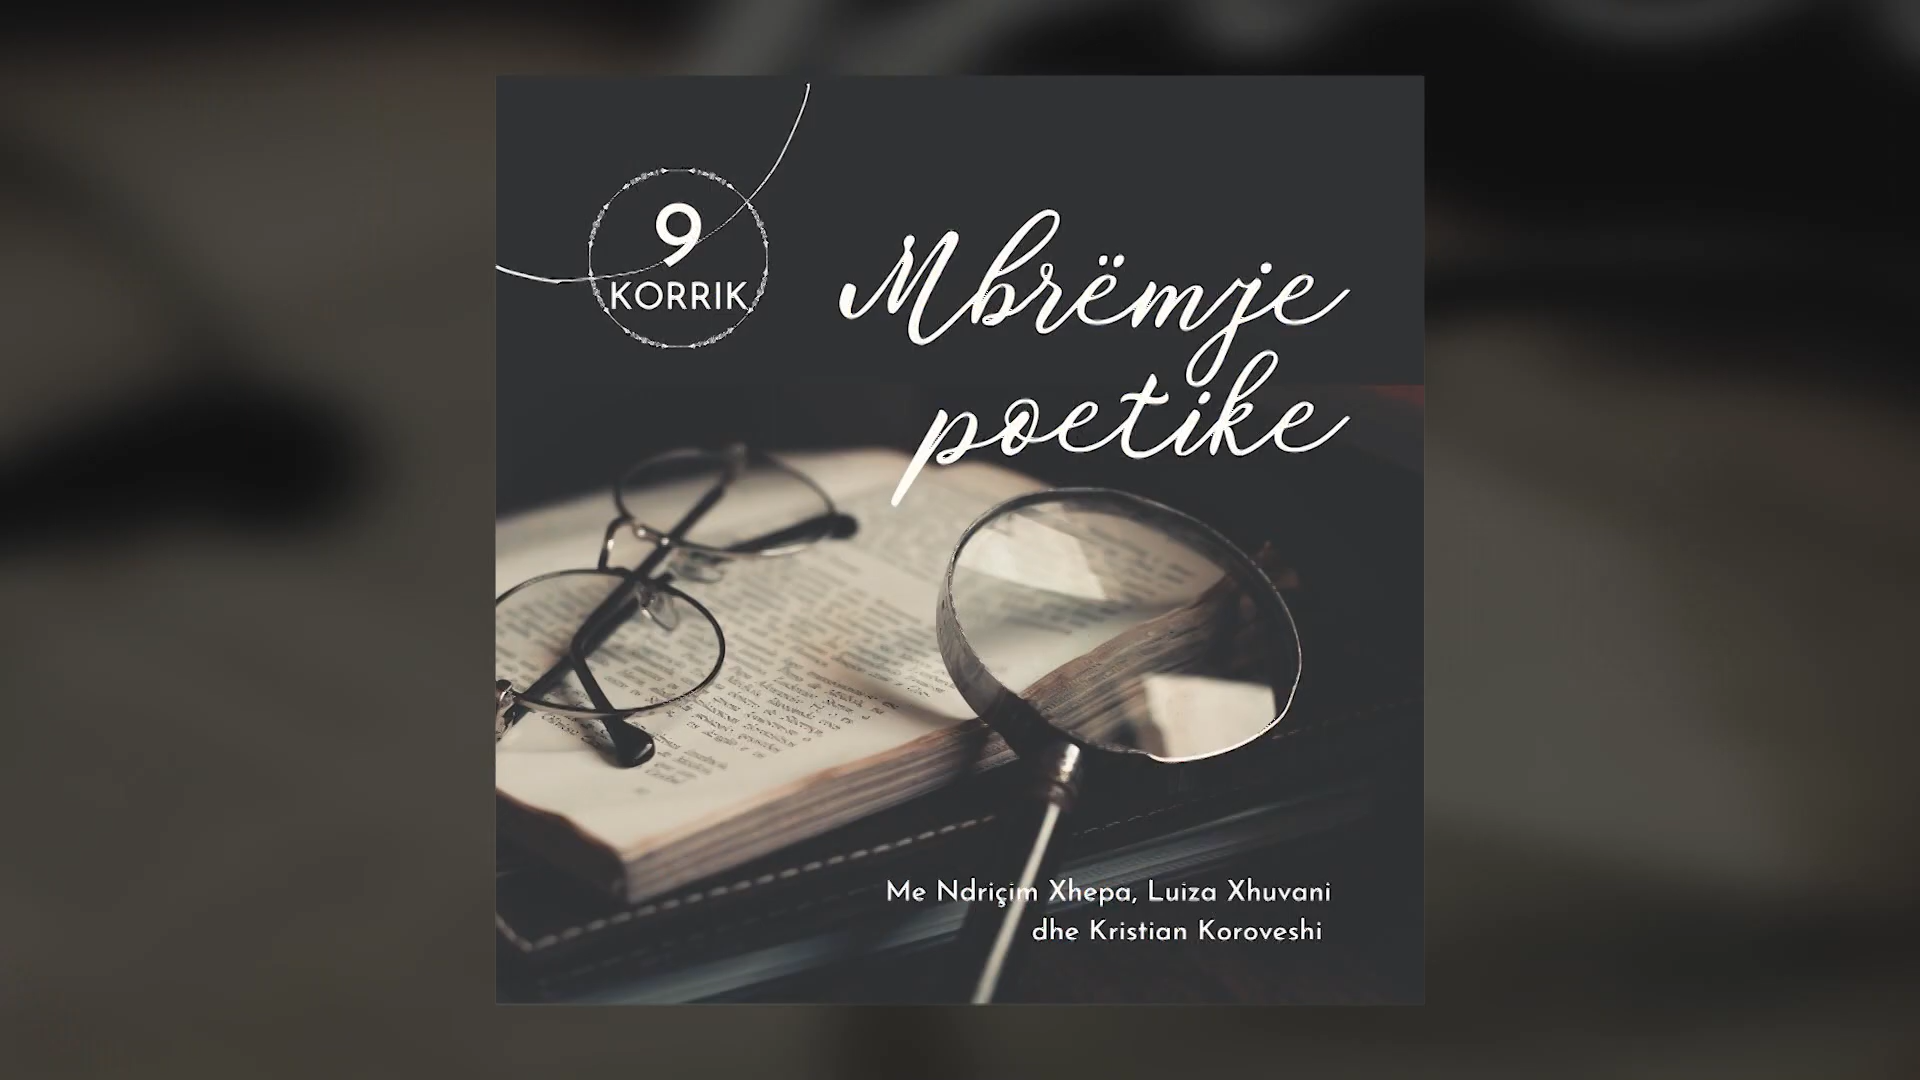 9
KORRIK
Mbrëmje
poetike
Me Ndriçim Xhepa, Luiza Xhuvani
dhe Kristian Koroveshi